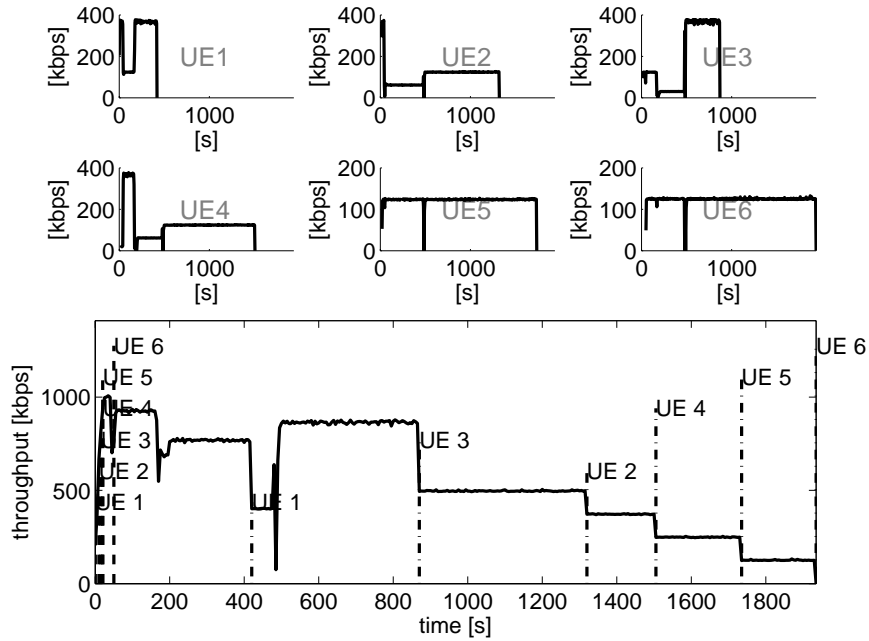 400
200
0
[kbps]
UE1
0
1000
[s]
400
200
0
[kbps]
UE2
0
1000
[s]
400
200
0
[kbps]
UE3
0
1000
[s]
400
200
0
[kbps]
UE4
0
1000
[s]
100
0
[kbps]
UE5
0
1000
[s]
100
0
[kbps]
UE6
0
1000
[s]
throughput [kbps]
1000
500
0
UE 6
UE 5
UE 4
UE 3
UE 2
UE 1
UE 1
UE 3
UE 2
UE 4
UE 5
UE 6
0 200 400 600 800 1000 1200 1400 1600 1800
time [s]